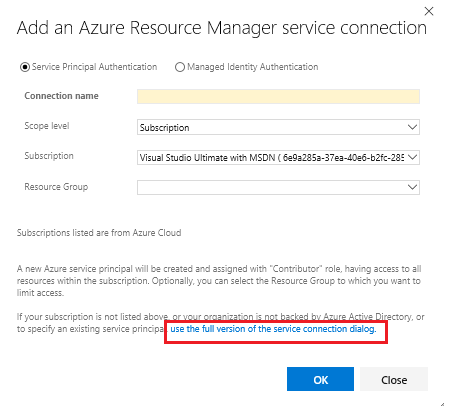 Add an Azure Resource Manager service connection
Service Principal Authentication Managed Identity Authentication
Connection name
Scope level Subscription
Subscription Visual Studio Ultimate with MSDN ( 6e9a285a-37ea-40e6-b2fc-285
Resource Group
Subscriptions listed are from Azure Cloud
A new Azure service principal will be created and assigned with "Contributor" role, having access to all
resources within the subscription. Optionally, you can select the Resource Group to which you want to
limit access.
If your subscription is not listed above, or your organization is not backed by Azure Active Directory, or
to specify an existing service principal, use the full version of the service connection dialog.
OK Close